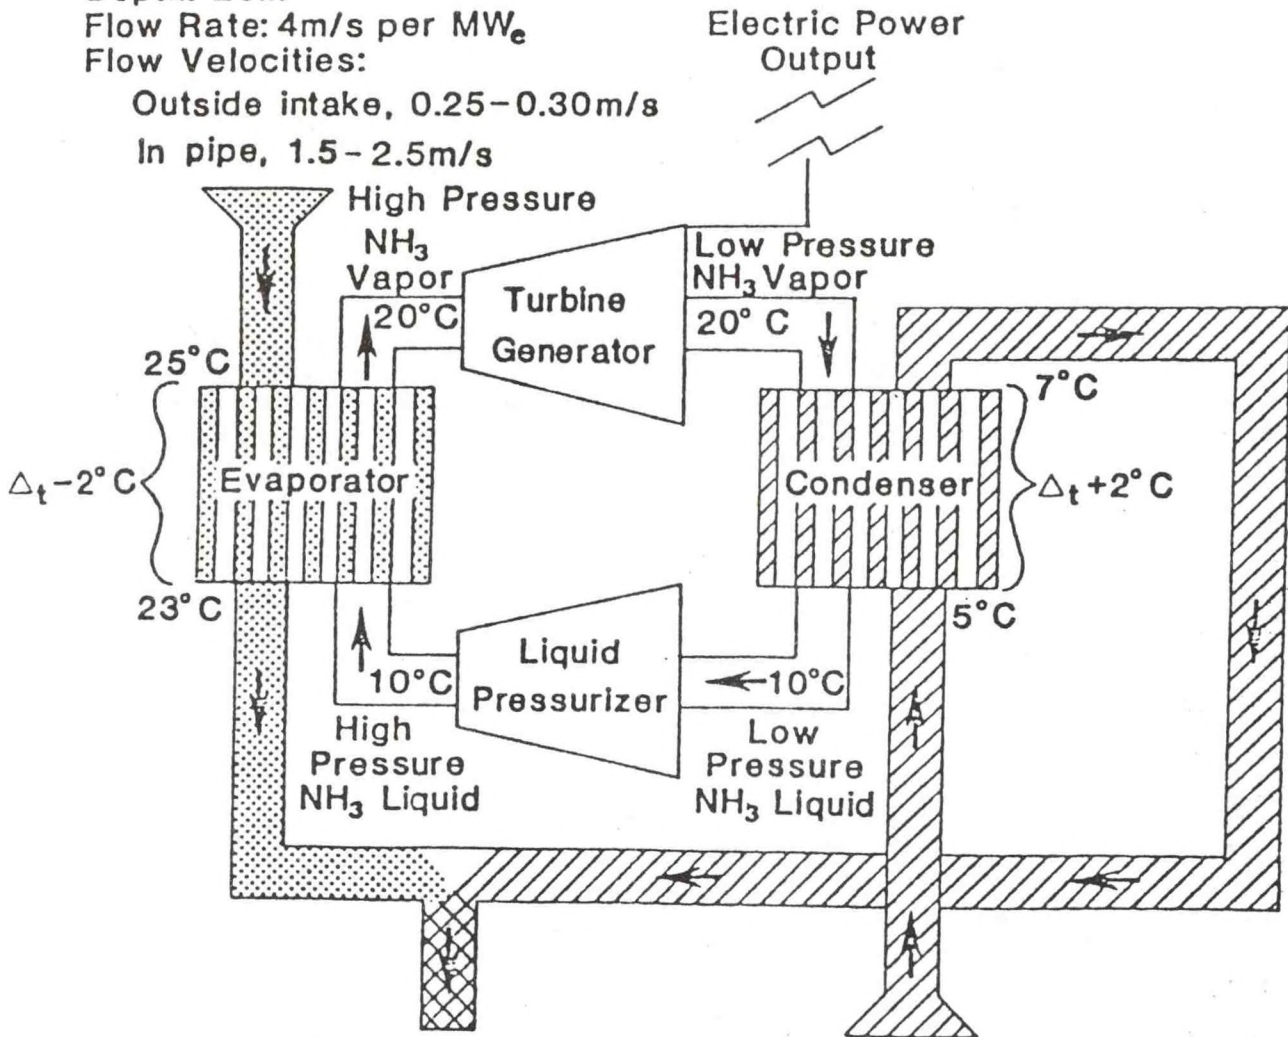 Flow Rate: 4m/s per MWe
Flow Velocities:
Outside intake, 0.25-0.30m/s
In pipe, 1.5-2.5m/s
Electric Power
Output
High Pressure
NH₃
Vapor
20°C
Turbine
Generator
Low Pressure
NH₃ Vapor
20° C
25°C
7°C
△t-2°C
Evaporator
Condenser
△t+2°C
23°C
5°C
10°C
Liquid
Pressurizer
10°C
High
Pressure
NH₃ Liquid
Low
Pressure
NH₃ Liquid